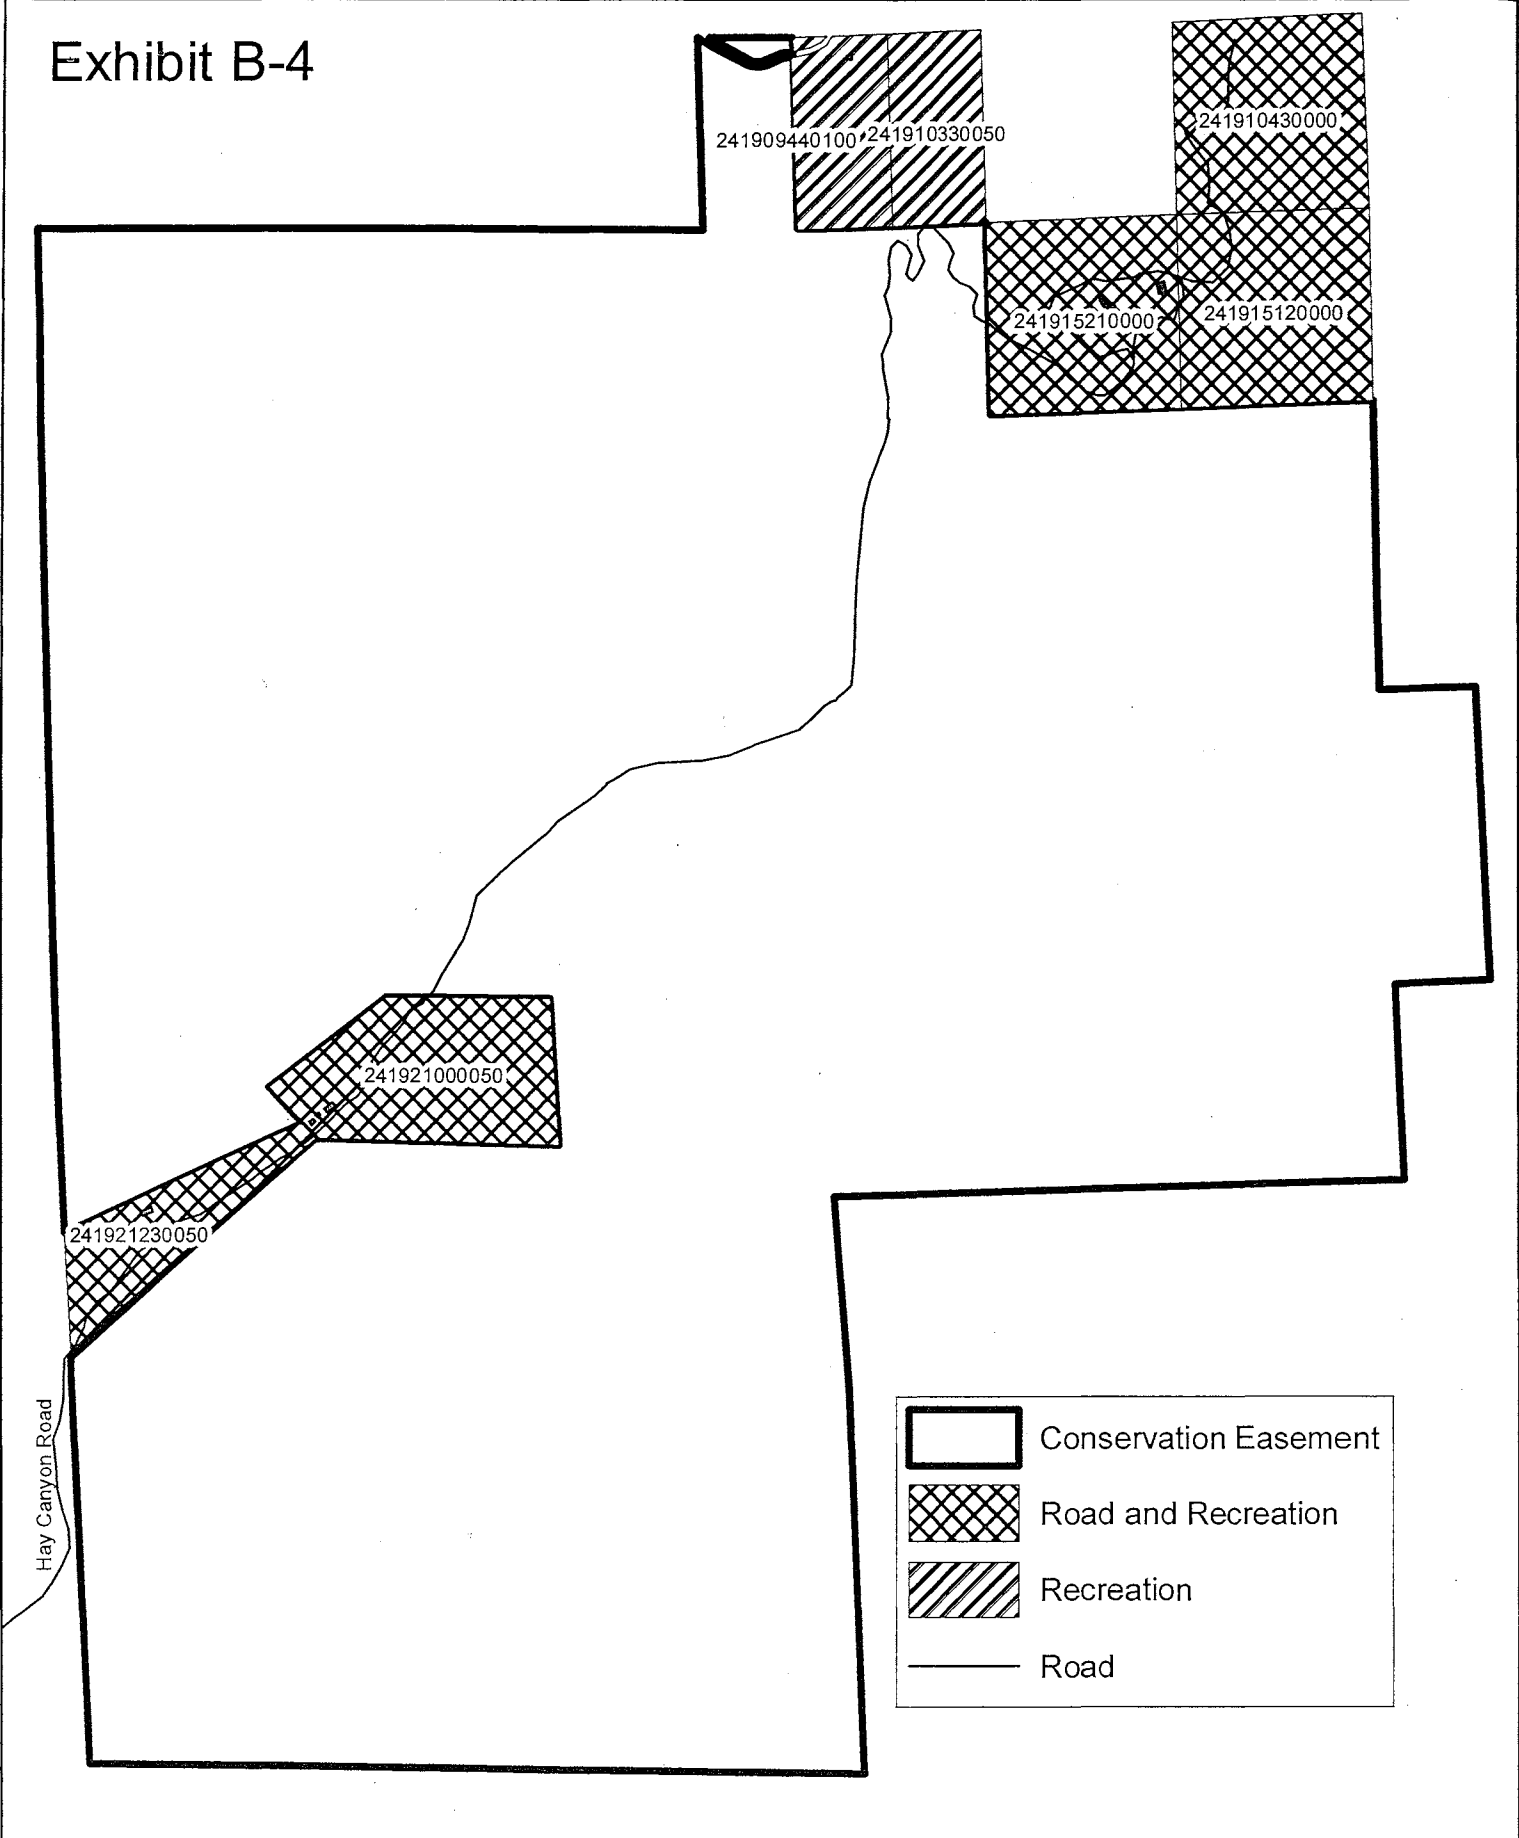 Exhibit B-4
241909440100
241910330050
241910430000
241915210000
241915120000
241921000050
241921230050
Hay Canyon Road
Conservation Easement
Road and Recreation
Recreation
Road